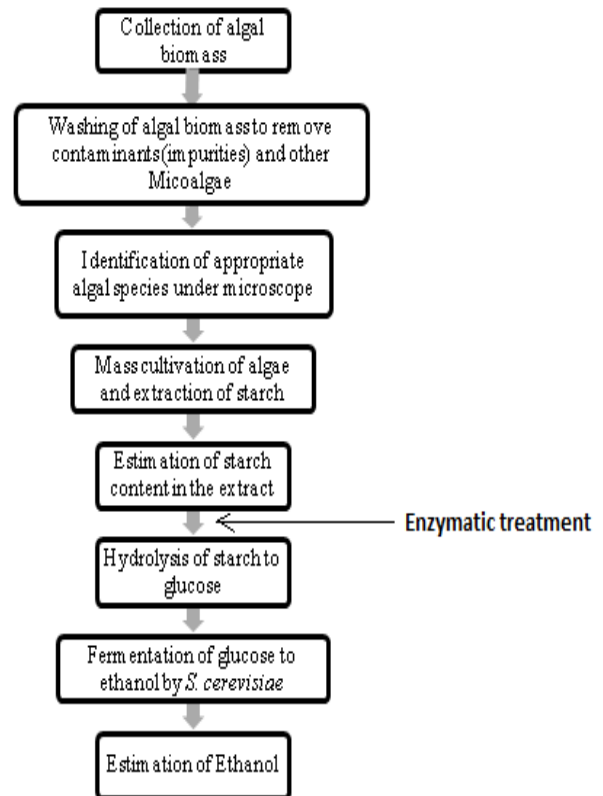 Collection of algal
biomass
Washing of algal biomass to remove
contaminants(impurities) and other
Micoalgae
Identification of appropriate
algal species under microscope
Mass cultivation of algae
and extraction of starch
Estimation of starch
content in the extract
Enzymatic treatment
Hydrolysis of starch to
glucose
Fermentation of glucose to
ethanol by S. cerevisiae
Estimation of Ethanol